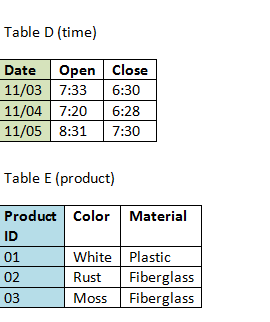 Table D (time)
Date Open Close
11/03 7:33 6:30
11/04 7:20 6:28
11/05 8:31 7:30
Table E (product)
Product ID Color Material
01 White Plastic
02 Rust Fiberglass
03 Moss Fiberglass